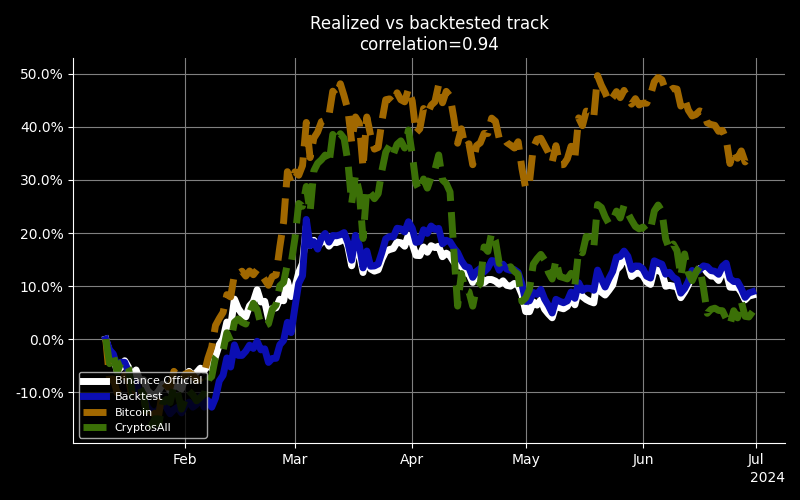 Realized vs backtested track
correlation=0.94
50.0%
40.0%
30.0%
20.0%
10.0%
0.0%
-10.0%
Binance Official
Backtest
Bitcoin
CryptosAll
Feb Mar Apr May Jun Jul
2024